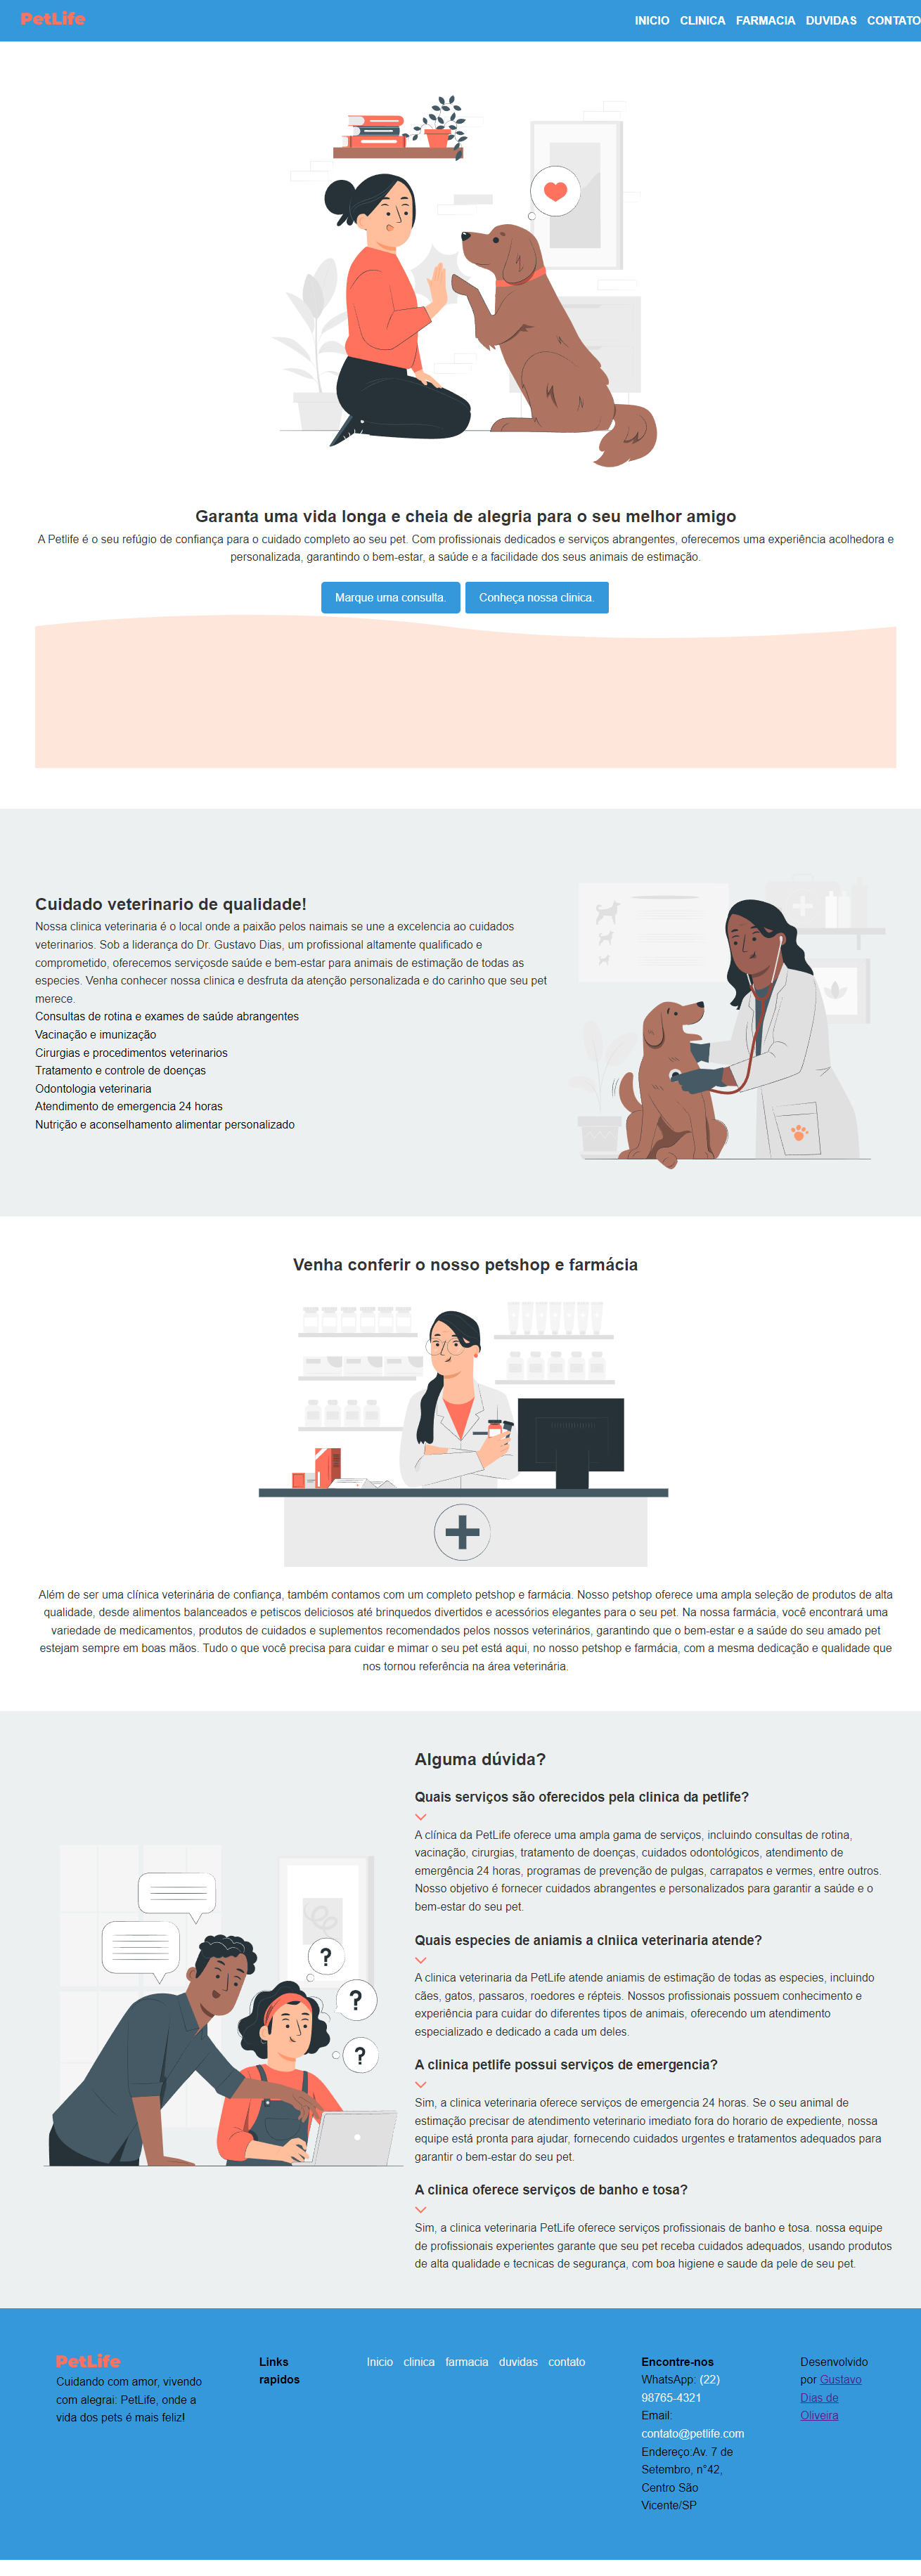 PetLife
INICIO CLINICA FARMACIA DUVIDAS CONTATO
Garanta uma vida longa e cheia de alegria para o seu melhor amigo
A Petlife é o seu refúgio de confiança para o cuidado completo ao seu pet. Com profissionais dedicados e serviços abrangentes, oferecemos uma experiência acolhedora e
personalizada, garantindo o bem-estar, a saúde e a facilidade dos seus animais de estimação.
Marque uma consulta. Conheça nossa clinica.
Cuidado veterinario de qualidade!
Nossa clinica veterinaria é o local onde a paixão pelos naimais se une a excelencia ao cuidados
veterinarios. Sob a liderança do Dr. Gustavo Dias, um profissional altamente qualificado e
comprometido, oferecemos serviçosde saúde e bem-estar para animais de estimação de todas as
especies. Venha conhecer nossa clinica e desfruta da atenção personalizada e do carinho que seu pet
merece.
Consultas de rotina e exames de saúde abrangentes
Vacinação e imunização
Cirurgias e procedimentos veterinarios
Tratamento e controle de doenças
Odontologia veterinaria
Atendimento de emergencia 24 horas
Nutrição e aconselhamento alimentar personalizado
Venha conferir o nosso petshop e farmácia
Além de ser uma clínica veterinária de confiança, também contamos com um completo petshop e farmácia. Nosso petshop oferece uma ampla seleção de produtos de alta
qualidade, desde alimentos balanceados e petiscos deliciosos até brinquedos divertidos e acessórios elegantes para o seu pet. Na nossa farmácia, você encontrará uma
variedade de medicamentos, produtos de cuidados e suplementos recomendados pelos nossos veterinários, garantindo que o bem-estar e a saúde do seu amado pet
estejam sempre em boas mãos. Tudo o que você precisa para cuidar e mimar o seu pet está aqui, no nosso petshop e farmácia, com a mesma dedicação e qualidade que
nos tornou referência na área veterinária.
Alguma dúvida?
Quais serviços são oferecidos pela clinica da petlife?
A clínica da PetLife oferece uma ampla gama de serviços, incluindo consultas de rotina,
vacinação, cirurgias, tratamento de doenças, cuidados odontológicos, atendimento de
emergência 24 horas, programas de prevenção de pulgas, carrapatos e vermes, entre outros.
Nosso objetivo é fornecer cuidados abrangentes e personalizados para garantir a saúde e o
bem-estar do seu pet.
Quais especies de aniamis a clniica veterinaria atende?
A clinica veterinaria da PetLife atende aniamis de estimação de todas as especies, incluindo
cães, gatos, passaros, roedores e répteis. Nossos profissionais possuem conhecimento e
experiência para cuidar do diferentes tipos de animais, oferecendo um atendimento
especializado e dedicado a cada um deles.
A clinica petlife possui serviços de emergencia?
Sim, a clinica veterinaria oferece serviços de emergencia 24 horas. Se o seu animal de
estimação precisar de atendimento veterinario imediato fora do horario de expediente, nossa
equipe está pronta para ajudar, fornecendo cuidados urgentes e tratamentos adequados para
garantir o bem-estar do seu pet.
A clinica oferece serviços de banho e tosa?
Sim, a clinica veterinaria PetLife oferece serviços profissionais de banho e tosa. nossa equipe
de profissionais experientes garante que seu pet receba cuidados adequados, usando produtos
de alta qualidade e tecnicas de segurança, com boa higiene e saude da pele de seu pet.
?
?
?
PetLife
Cuidando com amor, vivendo
com alegrai: PetLife, onde a
vida dos pets é mais feliz!
Links
rapidos
Inicio clinica farmacia duvidas contato
Encontre-nos
WhatsApp: (22)
98765-4321
Email:
contato@petlife.com
Endereço:Av. 7 de
Setembro, n°42,
Centro São
Vicente/SP
Desenvolvido
por Gustavo
Dias de
Oliveira